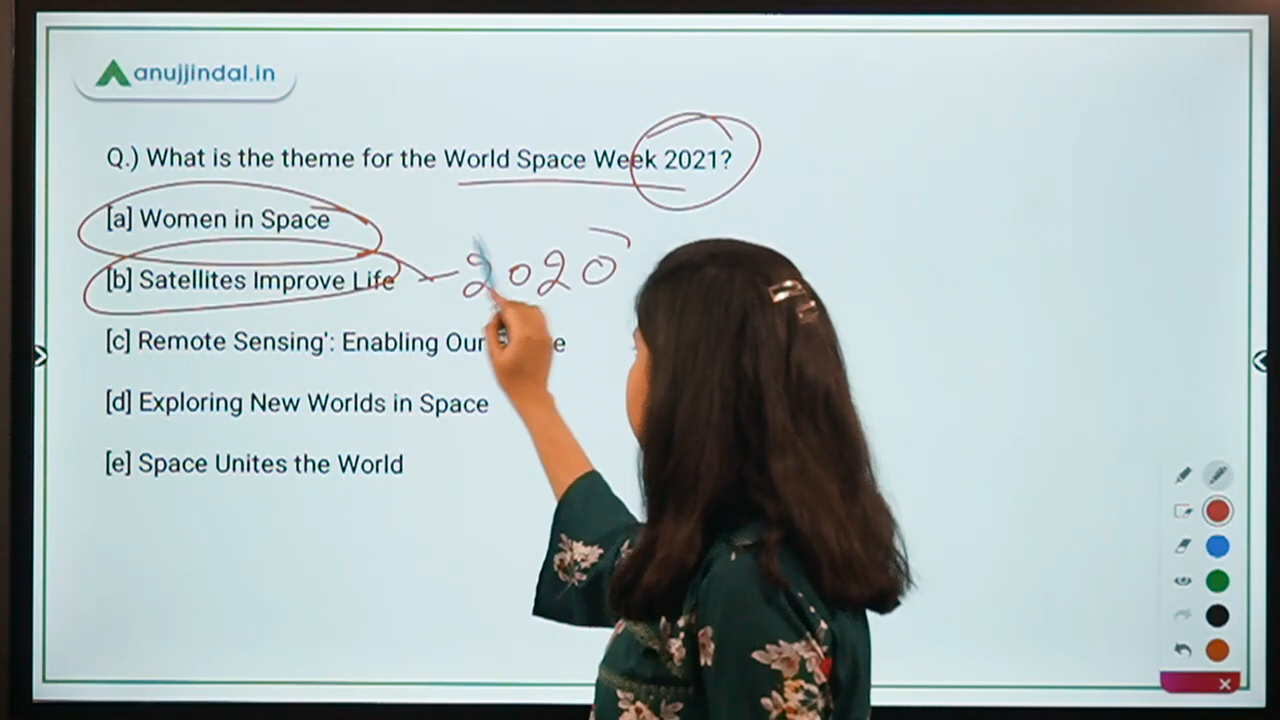 anujjindal.in
Q.) What is the theme for the World Space Week 2021?
[a] Women in Space
[b] Satellites Improve Life - 2020
[c] Remote Sensing': Enabling Our
[d] Exploring New Worlds in Space
[e] Space Unites the World